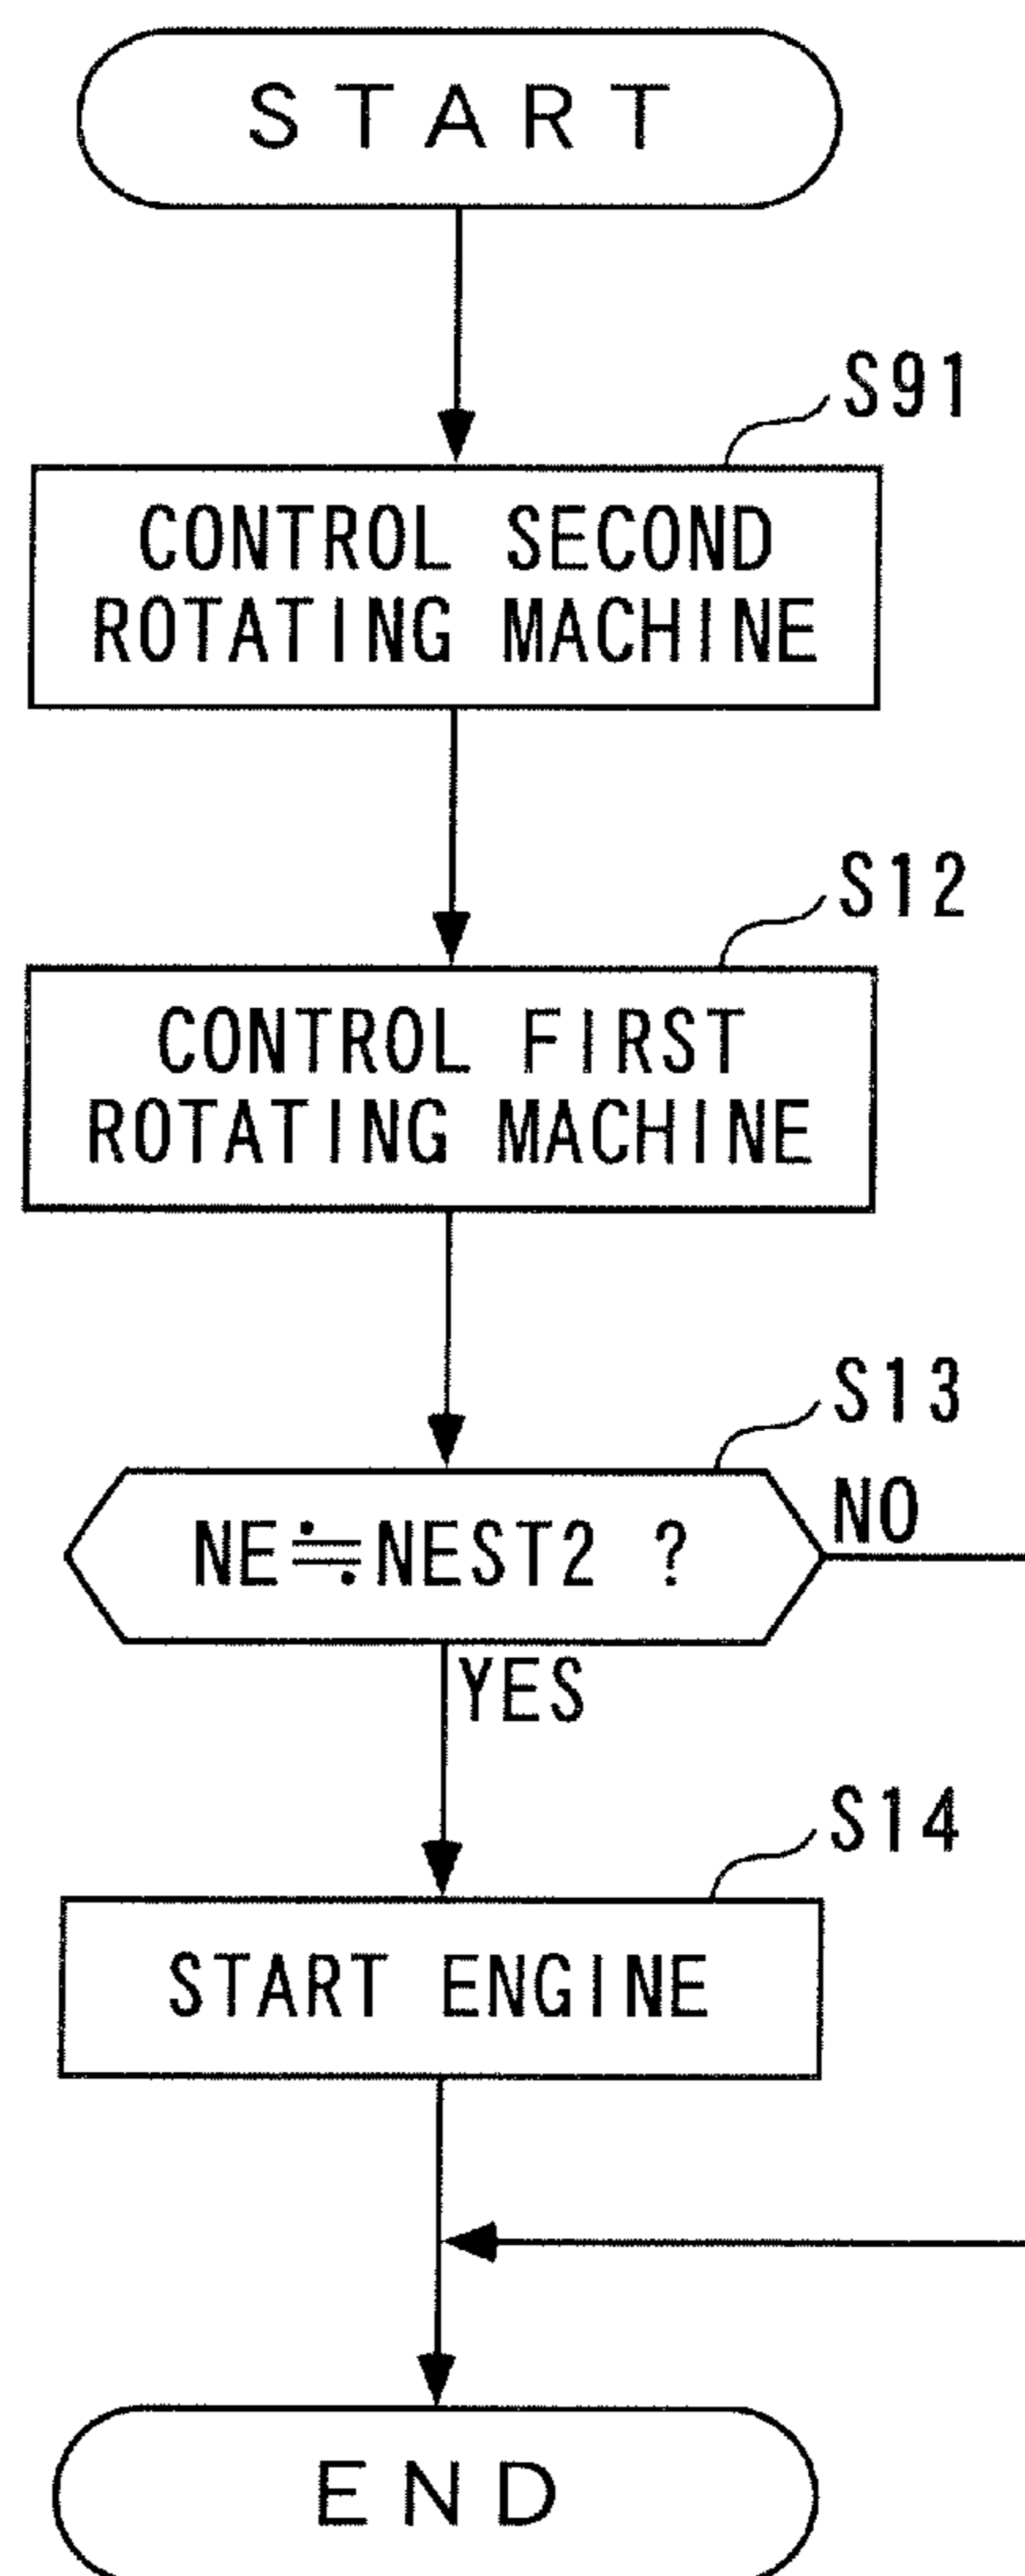 START
S91
CONTROL SECOND
ROTATING MACHINE
S12
CONTROL FIRST
ROTATING MACHINE
S13
NE≒NEST2 ?
NO
YES
S14
START ENGINE
END